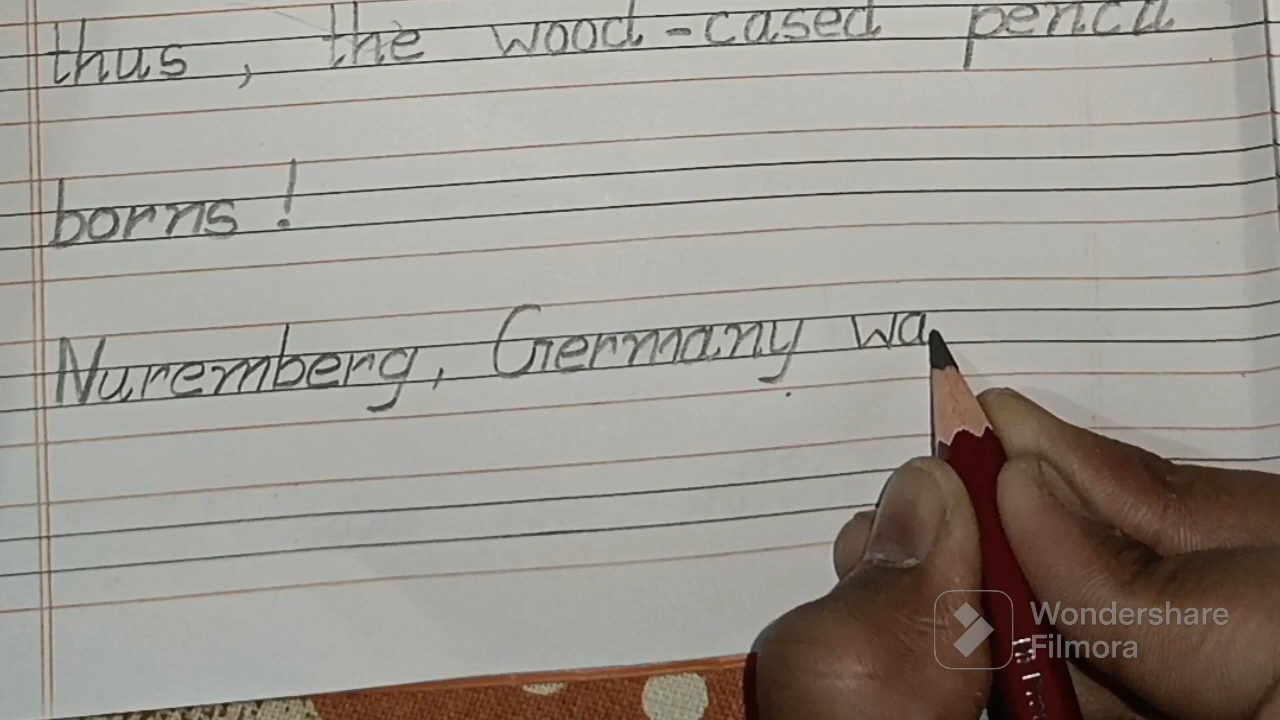 thus, the wood-cased pencil
borns!
Nuremberg, Germany wa
Wondershare
Filmora